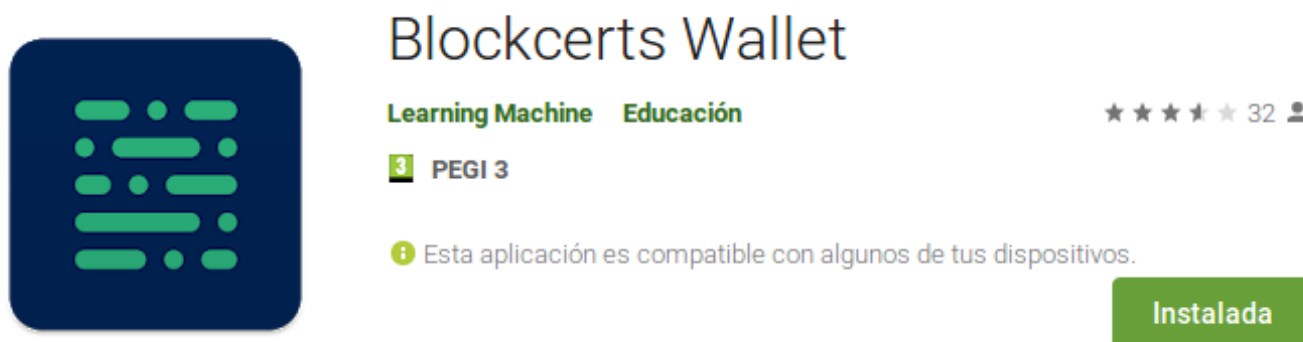 Blockcerts Wallet
Learning Machine Educación 32
3 PEGI 3
Esta aplicación es compatible con algunos de tus dispositivos.
Instalada